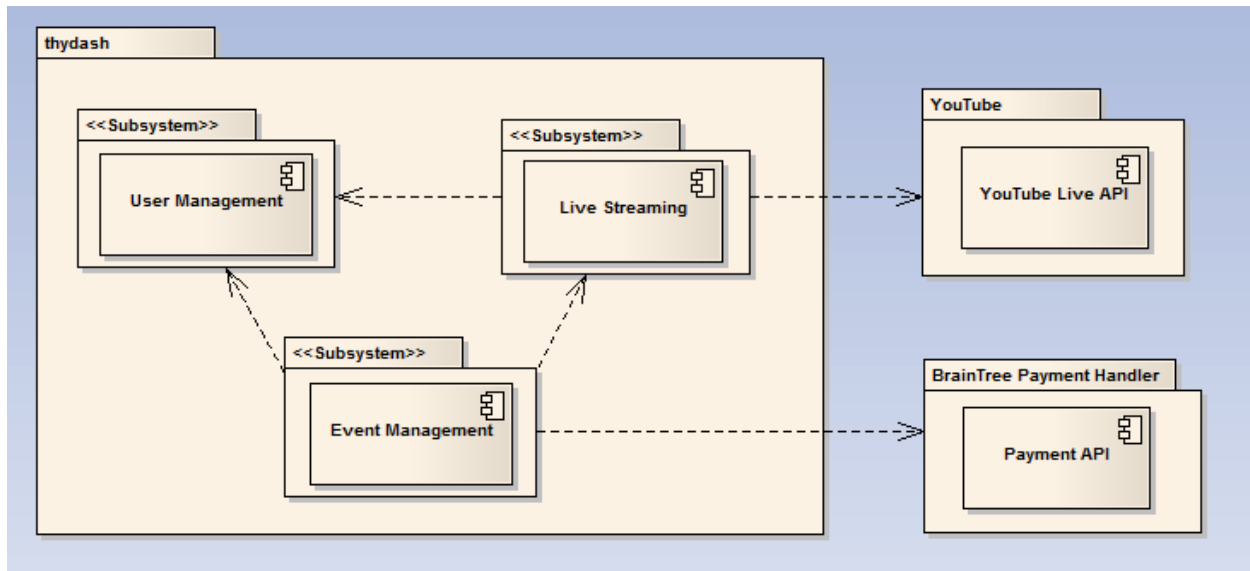 thydash
<<Subsystem>>
User Management
<<Subsystem>>
Live Streaming
YouTube
YouTube Live API
<<Subsystem>>
Event Management
BrainTree Payment Handler
Payment API